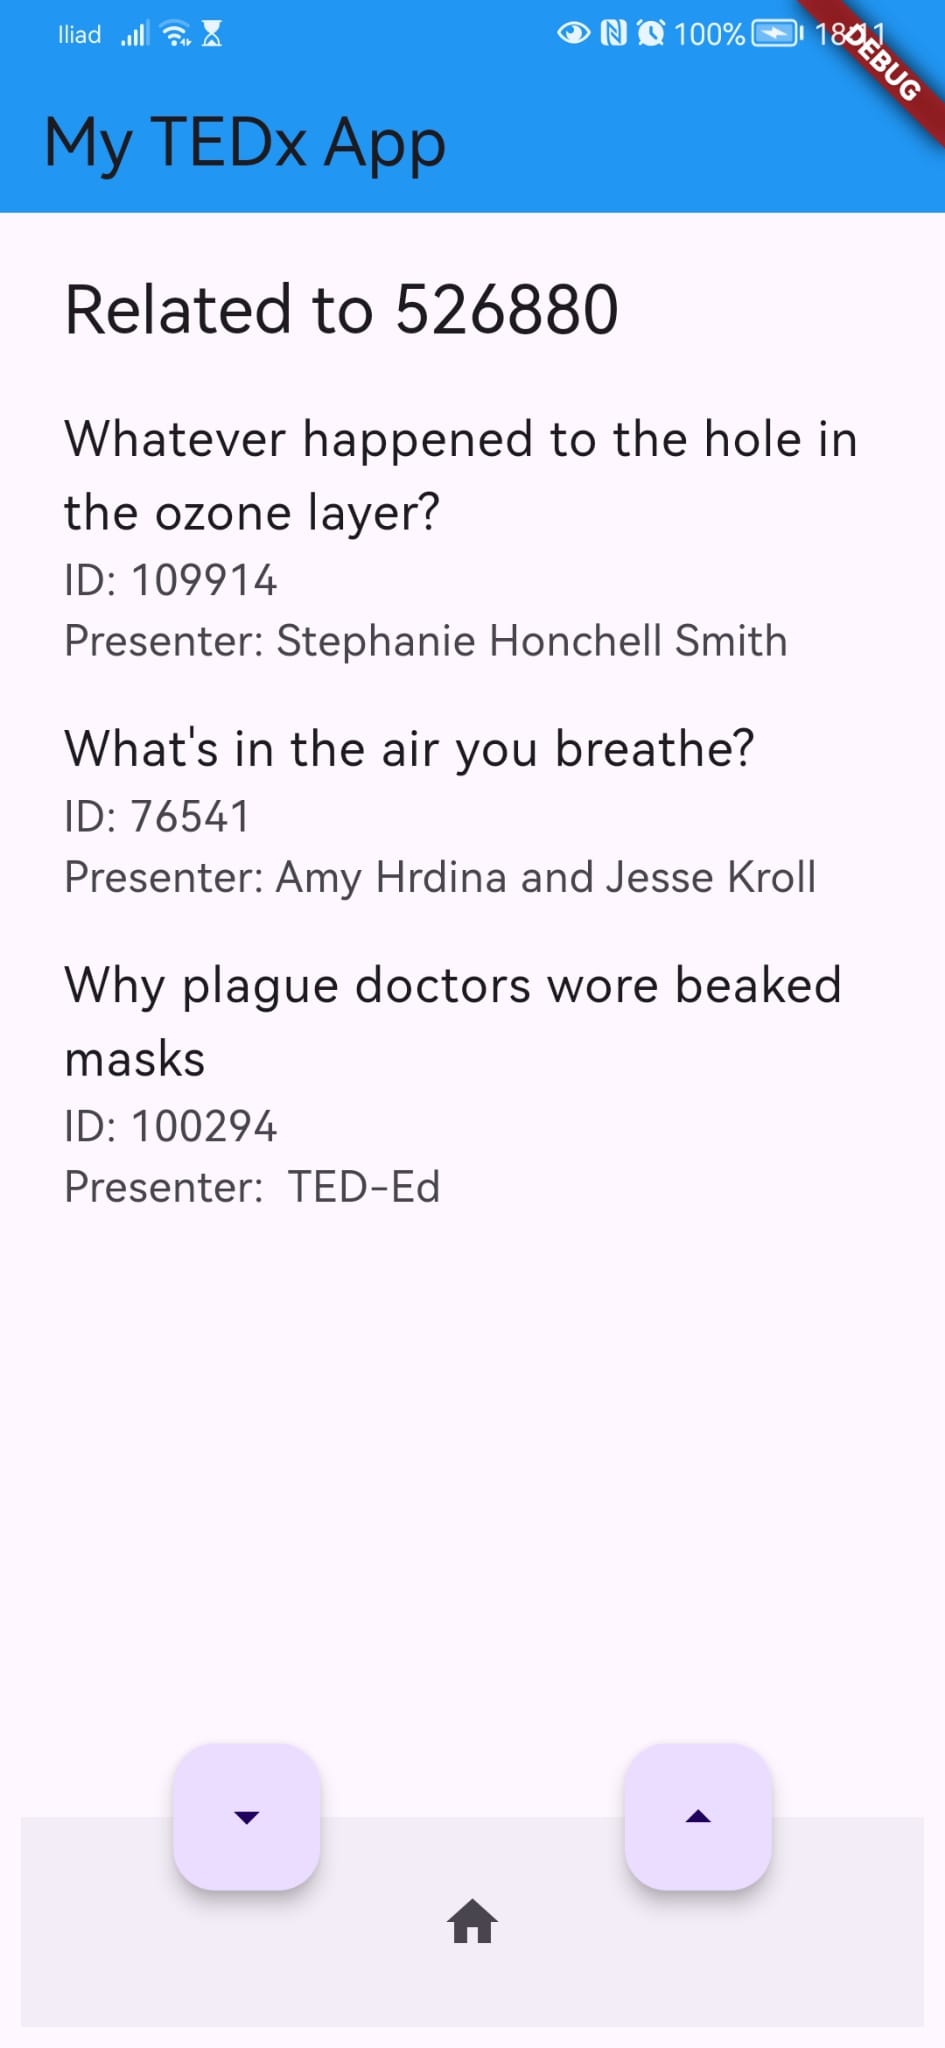 Iliad
100%
DEBUG
My TEDx App
Related to 526880
Whatever happened to the hole in
the ozone layer?
ID: 109914
Presenter: Stephanie Honchell Smith
What's in the air you breathe?
ID: 76541
Presenter: Amy Hrdina and Jesse Kroll
Why plague doctors wore beaked
masks
ID: 100294
Presenter:  TED-Ed